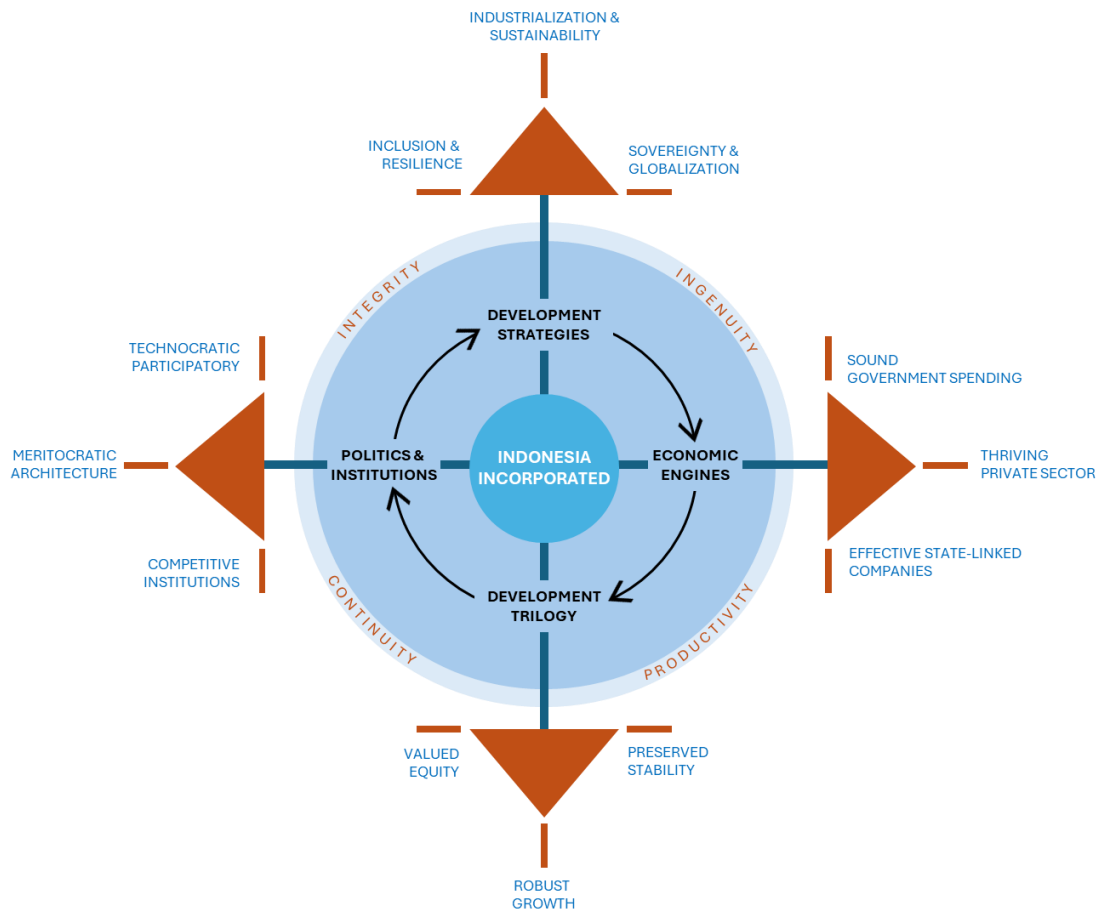 INDUSTRIALIZATION &
SUSTAINABILITY
INCLUSION &
RESILIENCE
SOVEREIGNTY &
GLOBALIZATION
INTEGRITY
INGENUITY
DEVELOPMENT
STRATEGIES
TECHNOCRATIC
PARTICIPATORY
SOUND
GOVERNMENT SPENDING
MERITOCRATIC
ARCHITECTURE
POLITICS &
INSTITUTIONS
INDONESIA
INCORPORATED
ECONOMIC
ENGINES
THRIVING
PRIVATE SECTOR
COMPETITIVE
INSTITUTIONS
EFFECTIVE STATE-LINKED
COMPANIES
DEVELOPMENT
TRILOGY
CONTINUITY
PRODUCTIVITY
VALUED
EQUITY
PRESERVED
STABILITY
ROBUST
GROWTH